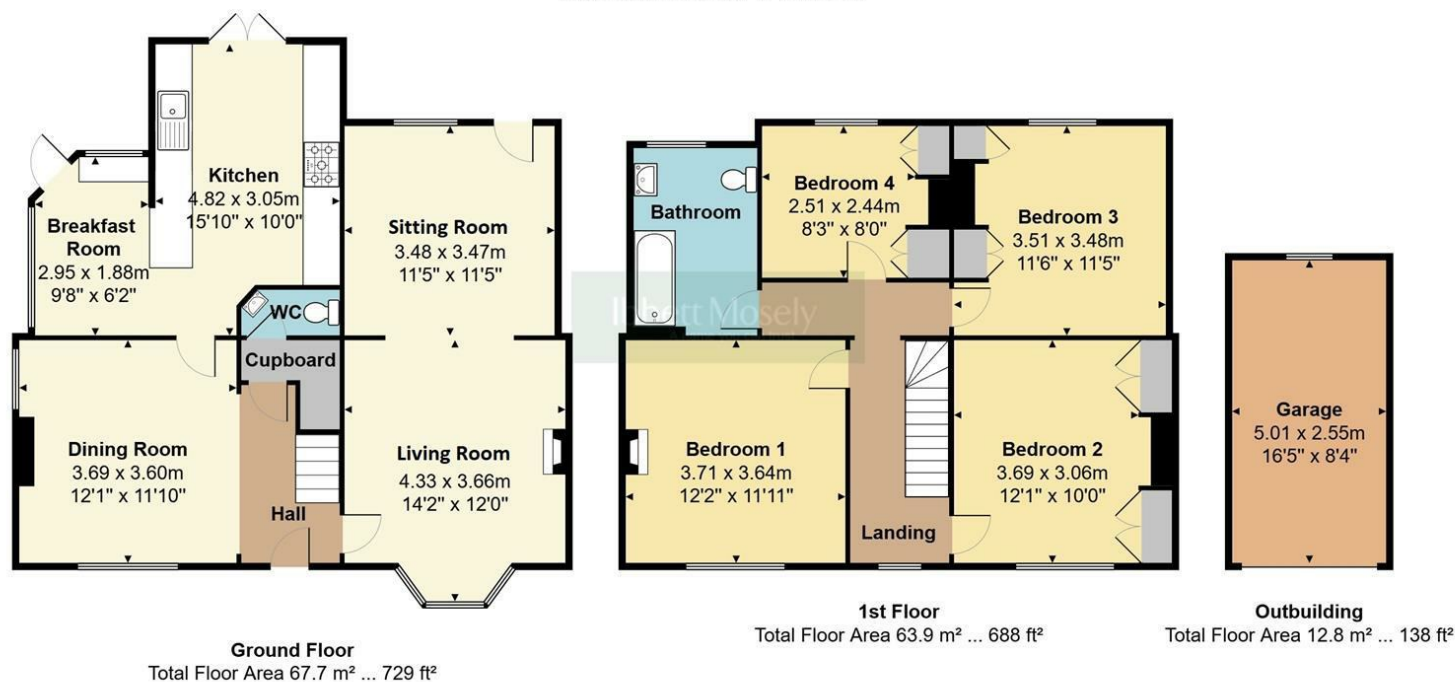 Kitchen
4.82 x 3.05m
15'10" x 10'0"
Breakfast
Room
2.95 x 1.88m
9'8" x 6'2"
Sitting Room
3.48 x 3.47m
11'5" x 11'5"
WC
Cupboard
Dining Room
3.69 x 3.60m
12'1" x 11'10"
Living Room
4.33 x 3.66m
14'2" x 12'0"
Hall
Ground Floor
Total Floor Area 67.7 m² ... 729 ft²
Bathroom
Bedroom 4
2.51 x 2.44m
8'3" x 8'0"
Bedroom 3
3.51 x 3.48m
11'6" x 11'5"
Mosely
Bedroom 1
3.71 x 3.64m
12'2" x 11'11"
Bedroom 2
3.69 x 3.06m
12'1" x 10'0"
Landing
1st Floor
Total Floor Area 63.9 m² ... 688 ft²
Garage
5.01 x 2.55m
16'5" x 8'4"
Outbuilding
Total Floor Area 12.8 m² ... 138 ft²